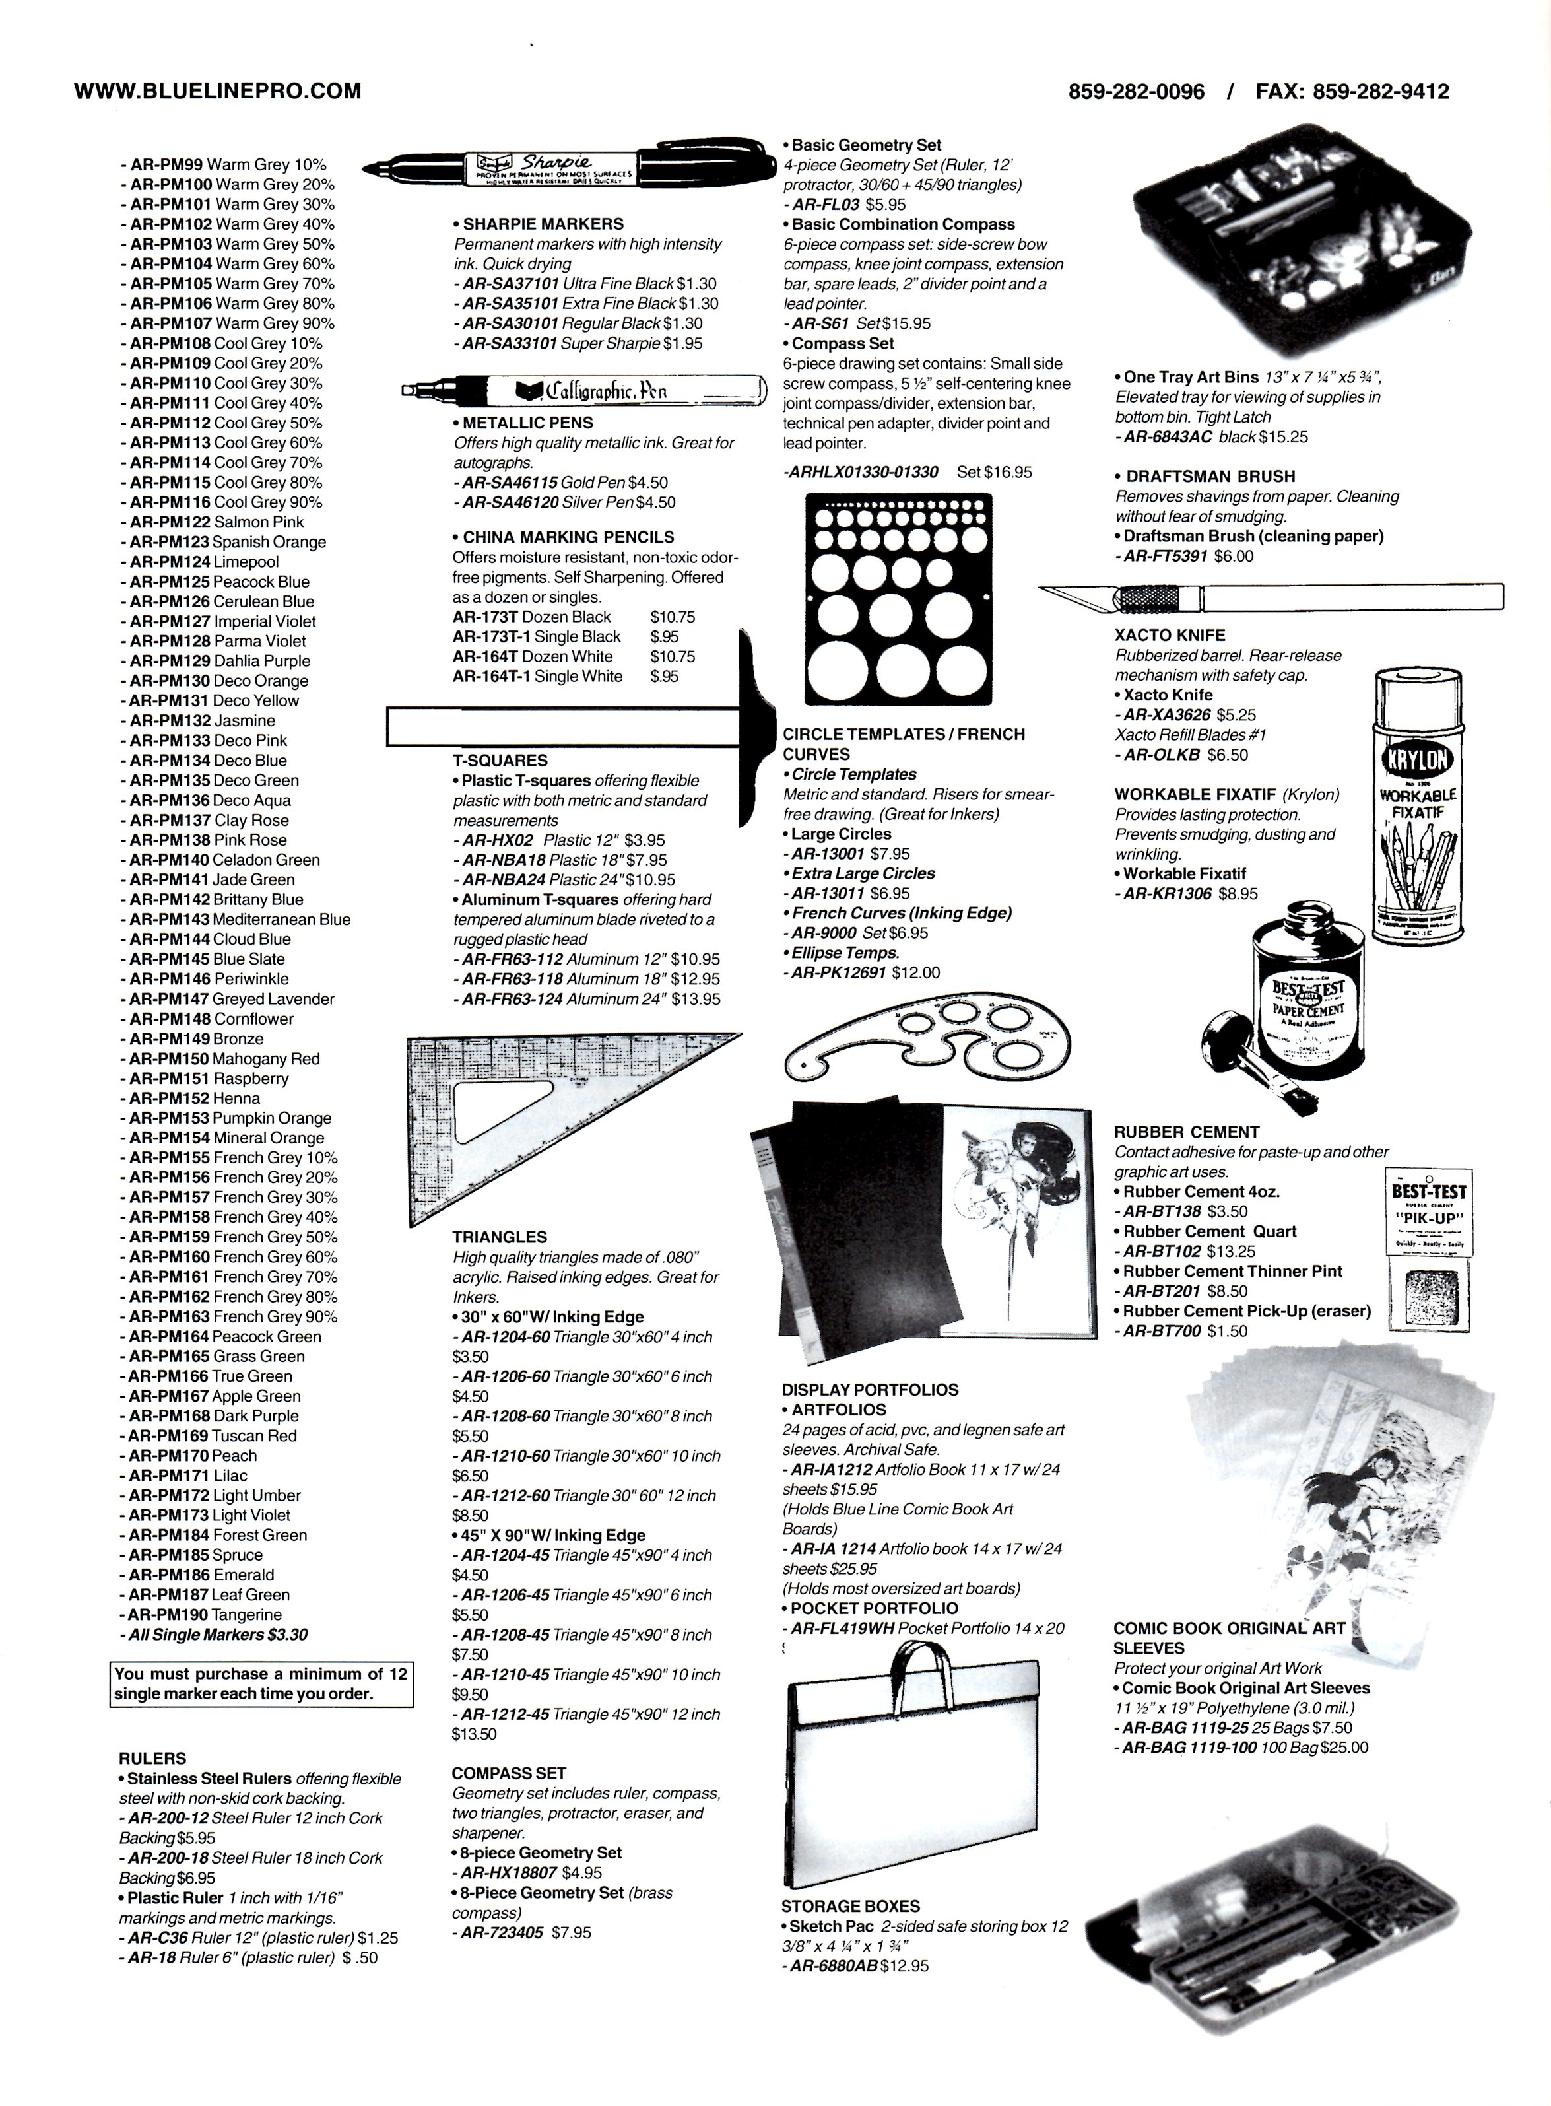 WWW.BLUELINEPRO.COM
859-282-0096 / FAX: 859-282-9412
- AR-PM99 Warm Grey 10%
- AR-PM100 Warm Grey 20%
- AR-PM101 Warm Grey 30%
- AR-PM102 Warm Grey 40%
- AR-PM103 Warm Grey 50%
- AR-PM104 Warm Grey 60%
- AR-PM105 Warm Grey 70%
- AR-PM106 Warm Grey 80%
- AR-PM107 Warm Grey 90%
- AR-PM108 Cool Grey 10%
- AR-PM109 Cool Grey 20%
- AR-PM110 Cool Grey 30%
- AR-PM111 Cool Grey 40%
- AR-PM112 Cool Grey 50%
- AR-PM113 Cool Grey 60%
- AR-PM114 Cool Grey 70%
- AR-PM115 Cool Grey 80%
- AR-PM116 Cool Grey 90%
- AR-PM122 Salmon Pink
- AR-PM123 Spanish Orange
- AR-PM124 Limepool
- AR-PM125 Peacock Blue
- AR-PM126 Cerulean Blue
- AR-PM127 Imperial Violet
- AR-PM128 Parma Violet
- AR-PM129 Dahlia Purple
- AR-PM130 Deco Orange
- AR-PM131 Deco Yellow
- AR-PM132 Jasmine
- AR-PM133 Deco Pink
- AR-PM134 Deco Blue
- AR-PM135 Deco Green
- AR-PM136 Deco Aqua
- AR-PM137 Clay Rose
- AR-PM138 Pink Rose
- AR-PM140 Celadon Green
- AR-PM141 Jade Green
- AR-PM142 Brittany Blue
- AR-PM143 Mediterranean Blue
- AR-PM144 Cloud Blue
- AR-PM145 Blue Slate
- AR-PM146 Periwinkle
- AR-PM147 Greyed Lavender
- AR-PM148 Cornflower
- AR-PM149 Bronze
- AR-PM150 Mahogany Red
- AR-PM151 Raspberry
- AR-PM152 Henna
- AR-PM153 Pumpkin Orange
- AR-PM154 Mineral Orange
- AR-PM155 French Grey 10%
- AR-PM156 French Grey 20%
- AR-PM157 French Grey 30%
- AR-PM158 French Grey 40%
- AR-PM159 French Grey 50%
- AR-PM160 French Grey 60%
- AR-PM161 French Grey 70%
- AR-PM162 French Grey 80%
- AR-PM163 French Grey 90%
- AR-PM164 Peacock Green
- AR-PM165 Grass Green
- AR-PM166 True Green
- AR-PM167 Apple Green
- AR-PM168 Dark Purple
- AR-PM169 Tuscan Red
- AR-PM170 Peach
- AR-PM171 Lilac
- AR-PM172 Light Umber
- AR-PM173 Light Violet
- AR-PM184 Forest Green
- AR-PM185 Spruce
- AR-PM186 Emerald
- AR-PM187 Leaf Green
- AR-PM190 Tangerine
- All Single Markers $3.30
You must purchase a minimum of 12
single marker each time you order.
RULERS
• Stainless Steel Rulers offering flexible
steel with non-skid cork backing.
- AR-200-12 Steel Ruler 12 inch Cork
Backing $5.95
- AR-200-18 Steel Ruler 18 inch Cork
Backing $6.95
• Plastic Ruler 1 inch with 1/16"
markings and metric markings.
- AR-C36 Ruler 12" (plastic ruler) $1.25
- AR-18 Ruler 6" (plastic ruler) $ .50
Sharpie
PROVEN PERMANENT ON MOST SURFACES
HIGHLY WATER RESISTANT DRIES QUICKLY
• SHARPIE MARKERS
Permanent markers with high intensity
ink. Quick drying
- AR-SA37101 Ultra Fine Black $1.30
- AR-SA35101 Extra Fine Black $1.30
- AR-SA30101 Regular Black $1.30
- AR-SA33101 Super Sharpie $1.95
Calligraphic Pen
• METALLIC PENS
Offers high quality metallic ink. Great for
autographs.
- AR-SA46115 Gold Pen $4.50
- AR-SA46120 Silver Pen $4.50
• CHINA MARKING PENCILS
Offers moisture resistant, non-toxic odor-
free pigments. Self Sharpening. Offered
as a dozen or singles.
AR-173T Dozen Black $10.75
AR-173T-1 Single Black $.95
AR-164T Dozen White $10.75
AR-164T-1 Single White $.95
T-SQUARES
• Plastic T-squares offering flexible
plastic with both metric and standard
measurements
- AR-HX02 Plastic 12" $3.95
- AR-NBA18 Plastic 18" $7.95
- AR-NBA24 Plastic 24" $10.95
• Aluminum T-squares offering hard
tempered aluminum blade riveted to a
rugged plastic head
- AR-FR63-112 Aluminum 12" $10.95
- AR-FR63-118 Aluminum 18" $12.95
- AR-FR63-124 Aluminum 24" $13.95
TRIANGLES
High quality triangles made of .080"
acrylic. Raised inking edges. Great for
Inkers.
• 30" x 60"W/ Inking Edge
- AR-1204-60 Triangle 30"x60" 4 inch
$3.50
- AR-1206-60 Triangle 30"x60" 6 inch
$4.50
- AR-1208-60 Triangle 30"x60" 8 inch
$5.50
- AR-1210-60 Triangle 30"x60" 10 inch
$6.50
- AR-1212-60 Triangle 30" 60" 12 inch
$8.50
• 45" X 90"W/ Inking Edge
- AR-1204-45 Triangle 45"x90" 4 inch
$4.50
- AR-1206-45 Triangle 45"x90" 6 inch
$5.50
- AR-1208-45 Triangle 45"x90" 8 inch
$7.50
- AR-1210-45 Triangle 45"x90" 10 inch
$9.50
- AR-1212-45 Triangle 45"x90" 12 inch
$13.50
COMPASS SET
Geometry set includes ruler, compass,
two triangles, protractor, eraser, and
sharpener.
• 8-piece Geometry Set
- AR-HX18807 $4.95
• 8-Piece Geometry Set (brass
compass)
- AR-723405 $7.95
• Basic Geometry Set
4-piece Geometry Set (Ruler, 12'
protractor, 30/60 + 45/90 triangles)
- AR-FL03 $5.95
• Basic Combination Compass
6-piece compass set: side-screw bow
compass, knee joint compass, extension
bar, spare leads, 2" divider point and a
lead pointer.
- AR-S61 Set $15.95
• Compass Set
6-piece drawing set contains: Small side
screw compass, 5 ½" self-centering knee
joint compass/divider, extension bar,
technical pen adapter, divider point and
lead pointer.
-ARHLX01330-01330 Set $16.95
CIRCLE TEMPLATES / FRENCH
CURVES
• Circle Templates
Metric and standard. Risers for smear-
free drawing. (Great for Inkers)
• Large Circles
- AR-13001 $7.95
• Extra Large Circles
- AR-13011 $6.95
• French Curves (Inking Edge)
- AR-9000 Set $6.95
• Ellipse Temps.
- AR-PK12691 $12.00
DISPLAY PORTFOLIOS
• ARTFOLIOS
24 pages of acid, pvc, and legnen safe art
sleeves. Archival Safe.
- AR-IA1212 Artfolio Book 11 x 17 w/ 24
sheets $15.95
(Holds Blue Line Comic Book Art
Boards)
- AR-IA 1214 Artfolio book 14 x 17 w/ 24
sheets $25.95
(Holds most oversized art boards)
• POCKET PORTFOLIO
- AR-FL419WH Pocket Portfolio 14 x 20
STORAGE BOXES
• Sketch Pac 2-sided safe storing box 12
3/8" x 4 ¼" x 1 ¾"
- AR-6880AB $12.95
• One Tray Art Bins 13" x 7 ¼" x5 ¾",
Elevated tray for viewing of supplies in
bottom bin. Tight Latch
- AR-6843AC black $15.25
• DRAFTSMAN BRUSH
Removes shavings from paper. Cleaning
without fear of smudging.
• Draftsman Brush (cleaning paper)
- AR-FT5391 $6.00
XACTO KNIFE
Rubberized barrel. Rear-release
mechanism with safety cap.
• Xacto Knife
- AR-XA3626 $5.25
Xacto Refill Blades #1
- AR-OLKB $6.50
WORKABLE FIXATIF (Krylon)
Provides lasting protection.
Prevents smudging, dusting and
wrinkling.
• Workable Fixatif
- AR-KR1306 $8.95
KRYLON
WORKABLE
FIXATIF
BEST-TEST
PAPER CEMENT
A Real Adhesive
RUBBER CEMENT
Contact adhesive for paste-up and other
graphic art uses.
• Rubber Cement 4oz.
- AR-BT138 $3.50
• Rubber Cement Quart
- AR-BT102 $13.25
• Rubber Cement Thinner Pint
- AR-BT201 $8.50
• Rubber Cement Pick-Up (eraser)
- AR-BT700 $1.50
BEST-TEST
RUBBER CEMENT
"PIK-UP"
COMIC BOOK ORIGINAL ART
SLEEVES
Protect your original Art Work
• Comic Book Original Art Sleeves
11 ½" x 19" Polyethylene (3.0 mil.)
- AR-BAG 1119-25 25 Bags $7.50
- AR-BAG 1119-100 100 Bag $25.00